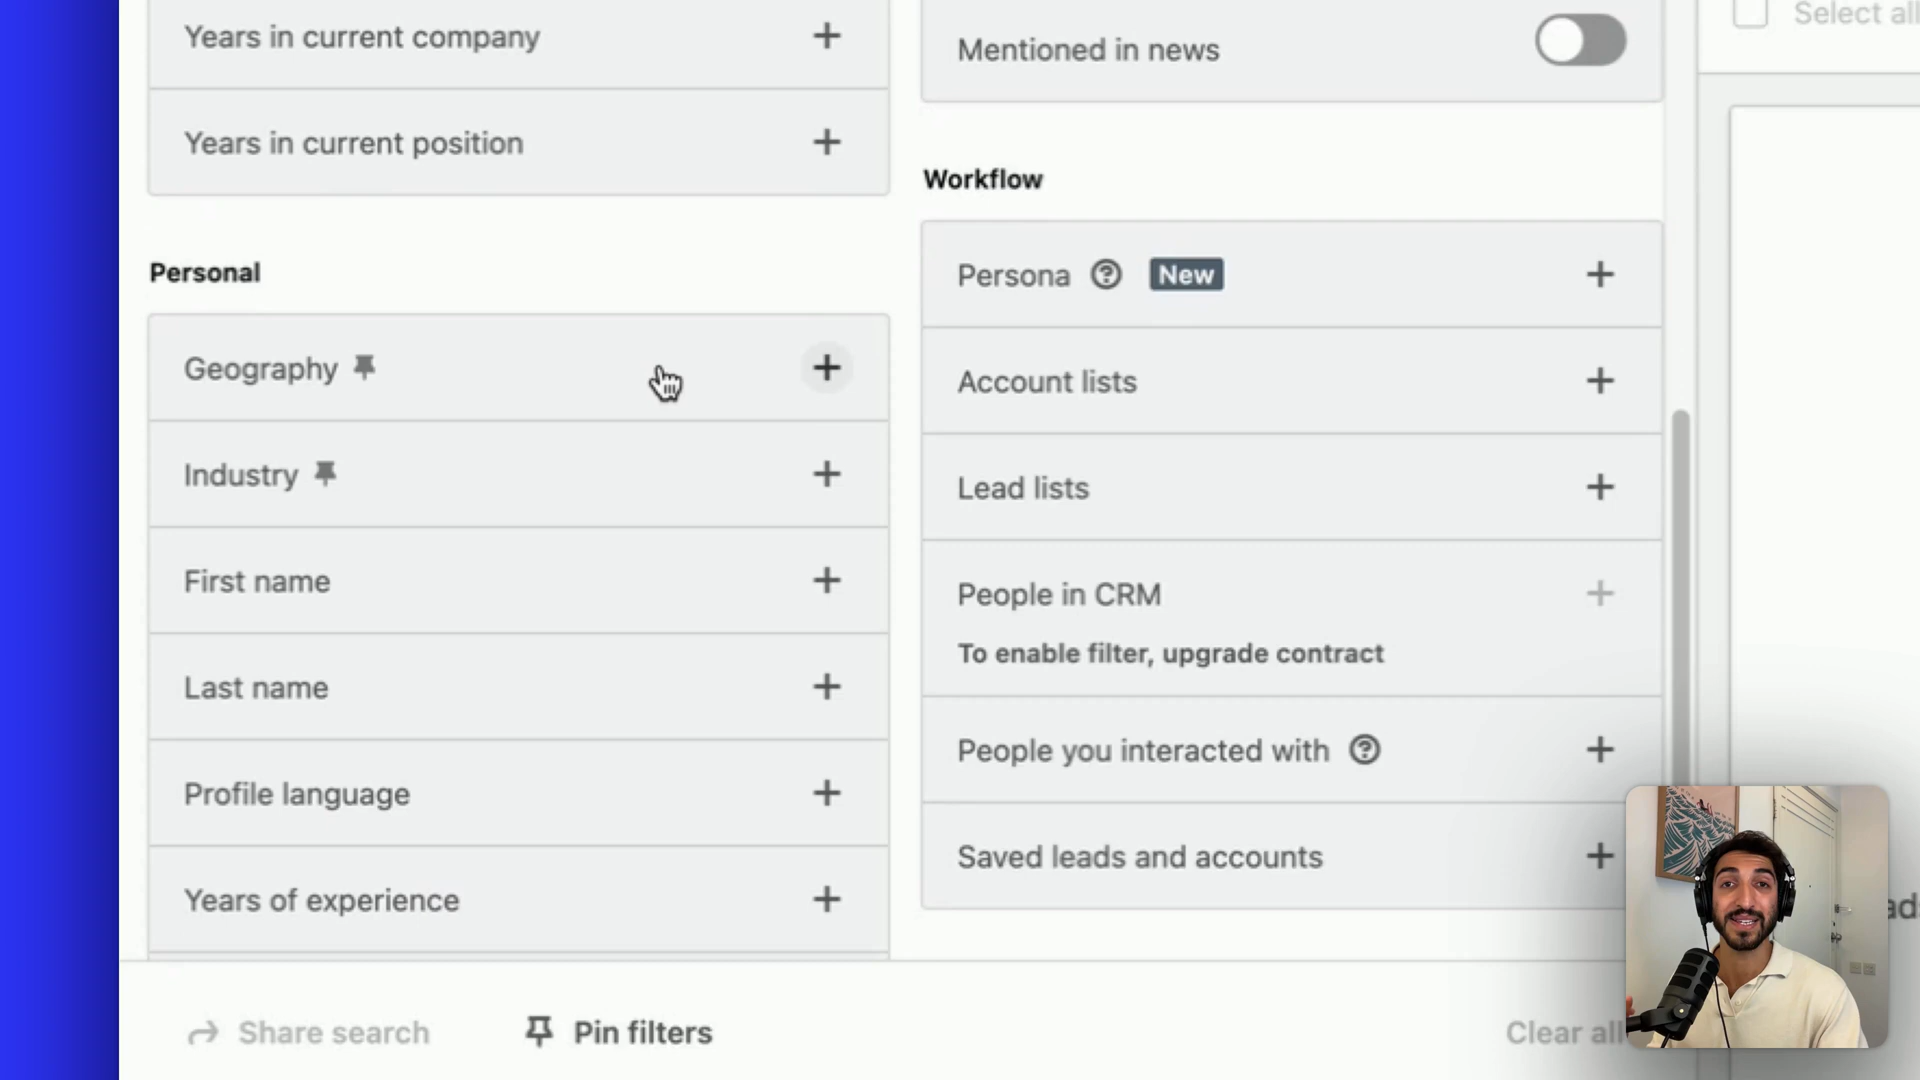 Years in current company
Years in current position
Personal
Geography
Industry
First name
Last name
Profile language
Years of experience
Mentioned in news
Workflow
Persona New
Account lists
Lead lists
People in CRM
To enable filter, upgrade contract
People you interacted with
Saved leads and accounts
Select all
Share search
Pin filters
Clear all